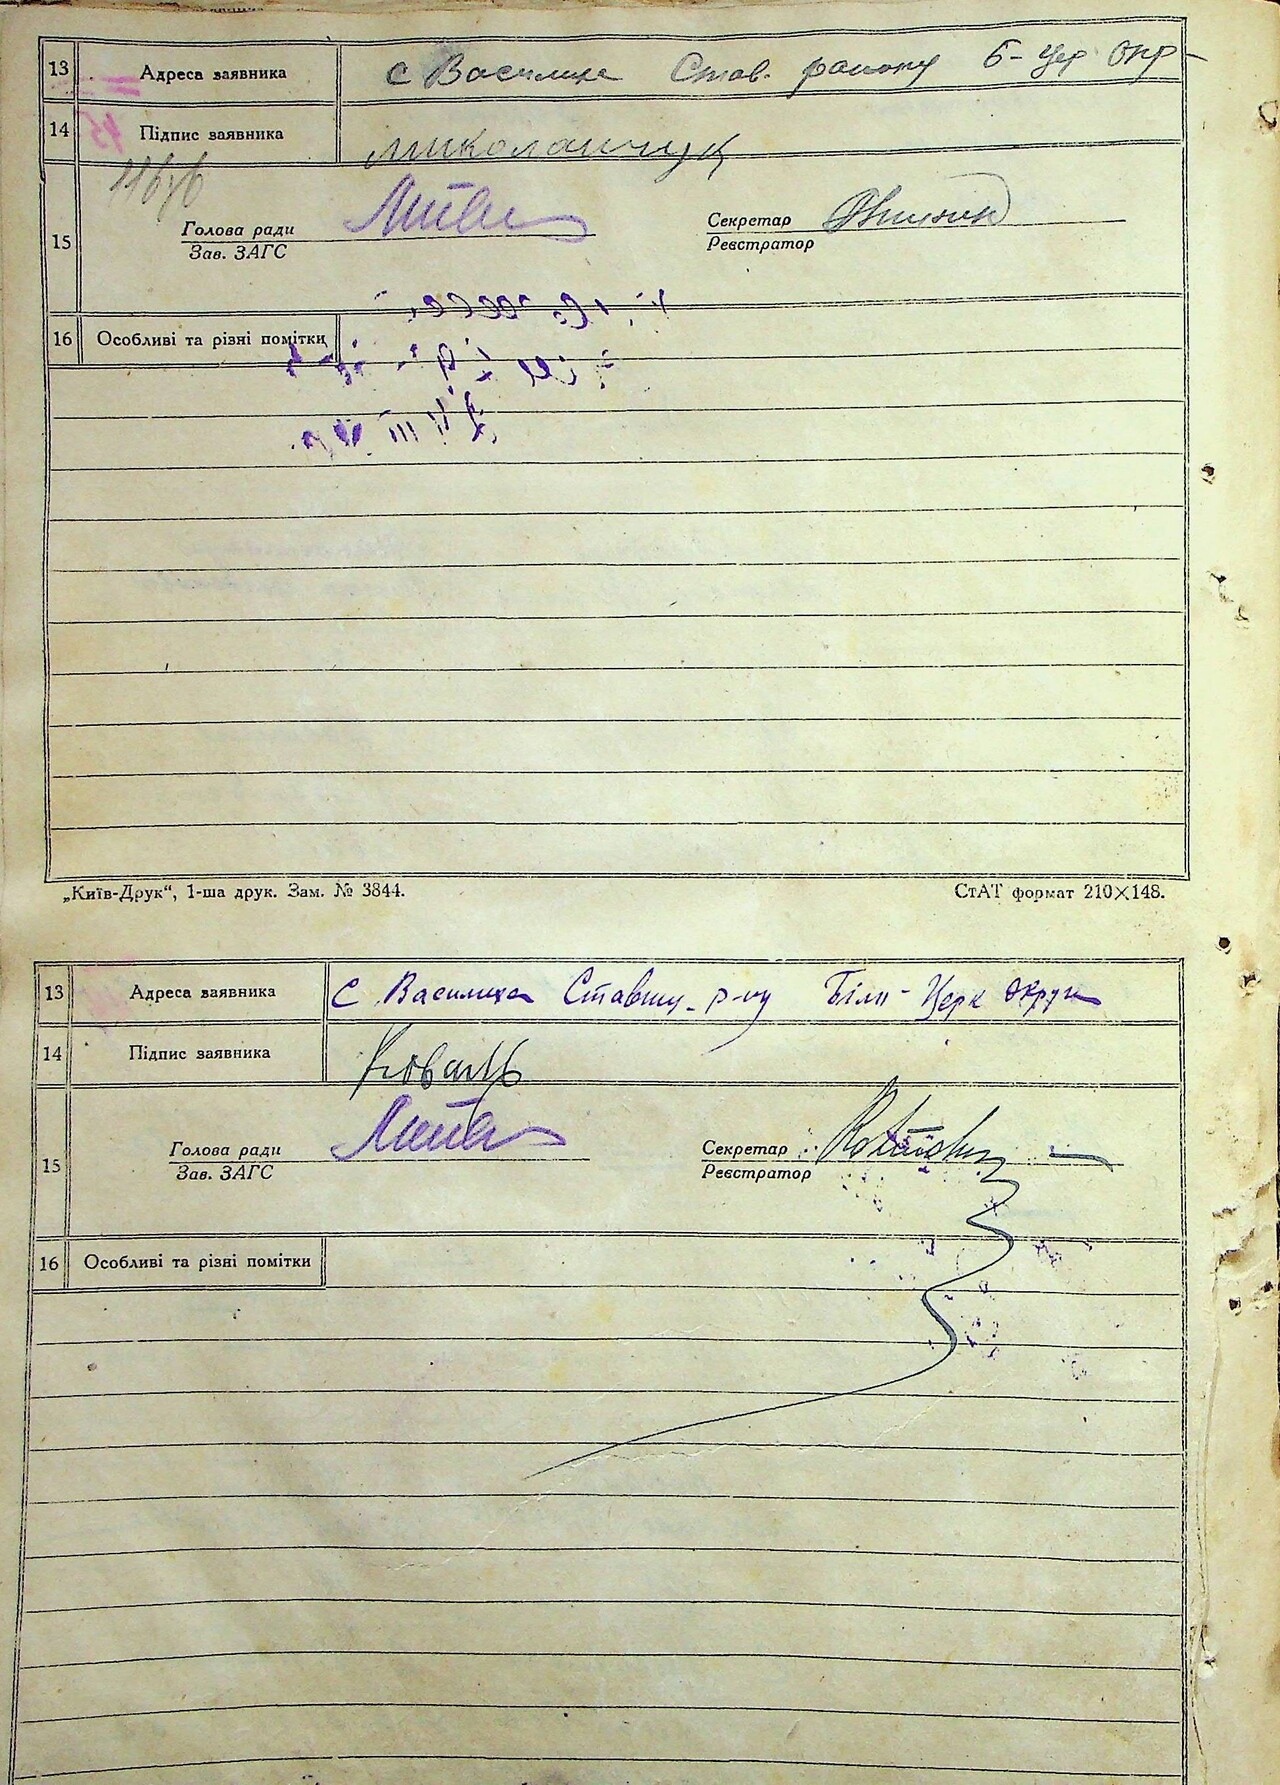 13 Адреса заявника с Василиха Став. району Б-Цер Окр-
14 Підпис заявника Миколайчук
15 Голова ради Секретар
Зав. ЗАГС Реєстратор
16 Особливі та різні помітки
„Київ-Друк“, 1-ша друк. Зам. № 3844. СтАТ формат 210×148.
13 Адреса заявника с Василиха Ставищ. р-ну Біло-Церк округи
14 Підпис заявника Коваль
15 Голова ради Секретар
Зав. ЗАГС Реєстратор
16 Особливі та різні помітки